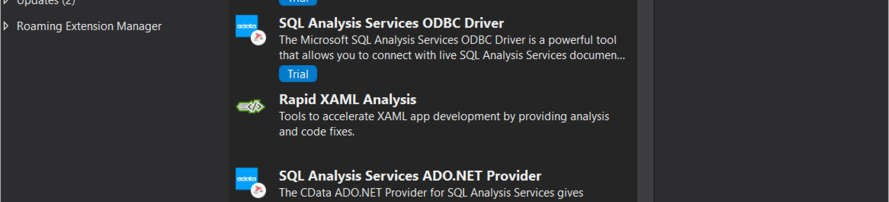 Updates (2)
Roaming Extension Manager
Trial
SQL Analysis Services ODBC Driver
The Microsoft SQL Analysis Services ODBC Driver is a powerful tool
that allows you to connect with live SQL Analysis Services documen...
Trial
Rapid XAML Analysis
Tools to accelerate XAML app development by providing analysis
and code fixes.
SQL Analysis Services ADO.NET Provider
The CData ADO.NET Provider for SQL Analysis Services gives